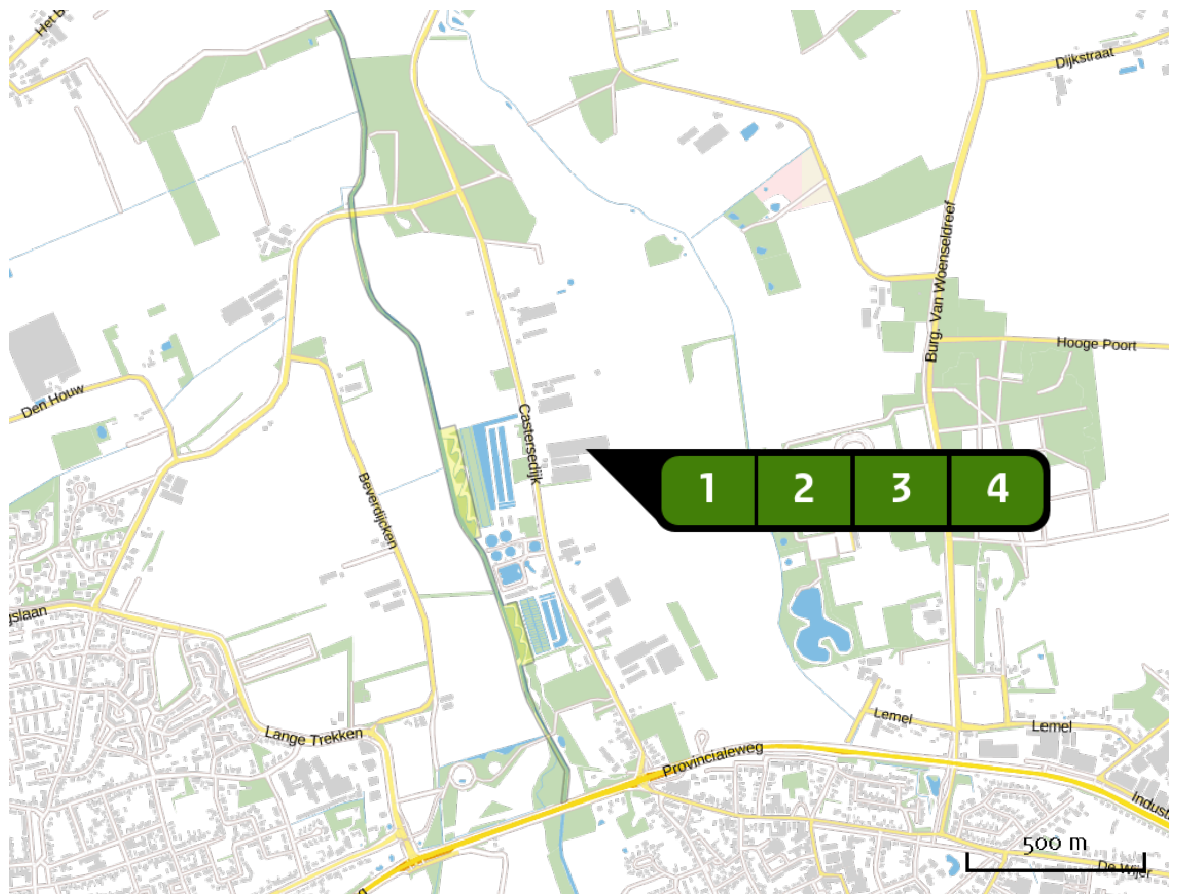 Het B
Dijkstraat
Burg. Van Woenseldreef
Hooge Poort
Den Houw
Castersedijk
Beverdijcken
1 2 3 4
gslaan
Lange Trekken
Lemel
Lemel
Provincialeweg
Indust
500 m
De Wijer